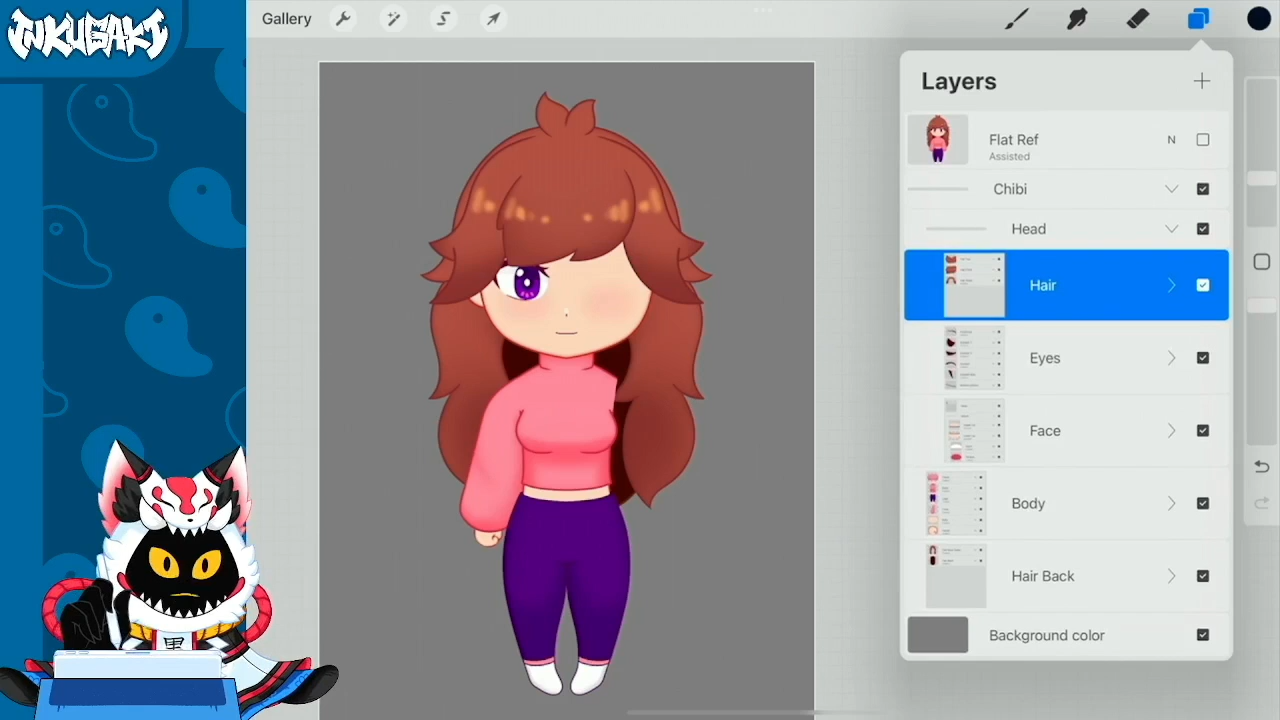 INKUGAKI
Gallery
Layers
Flat Ref
N
Assisted
Chibi
Head
Hair
Eyes
Face
Body
Hair Back
Background color